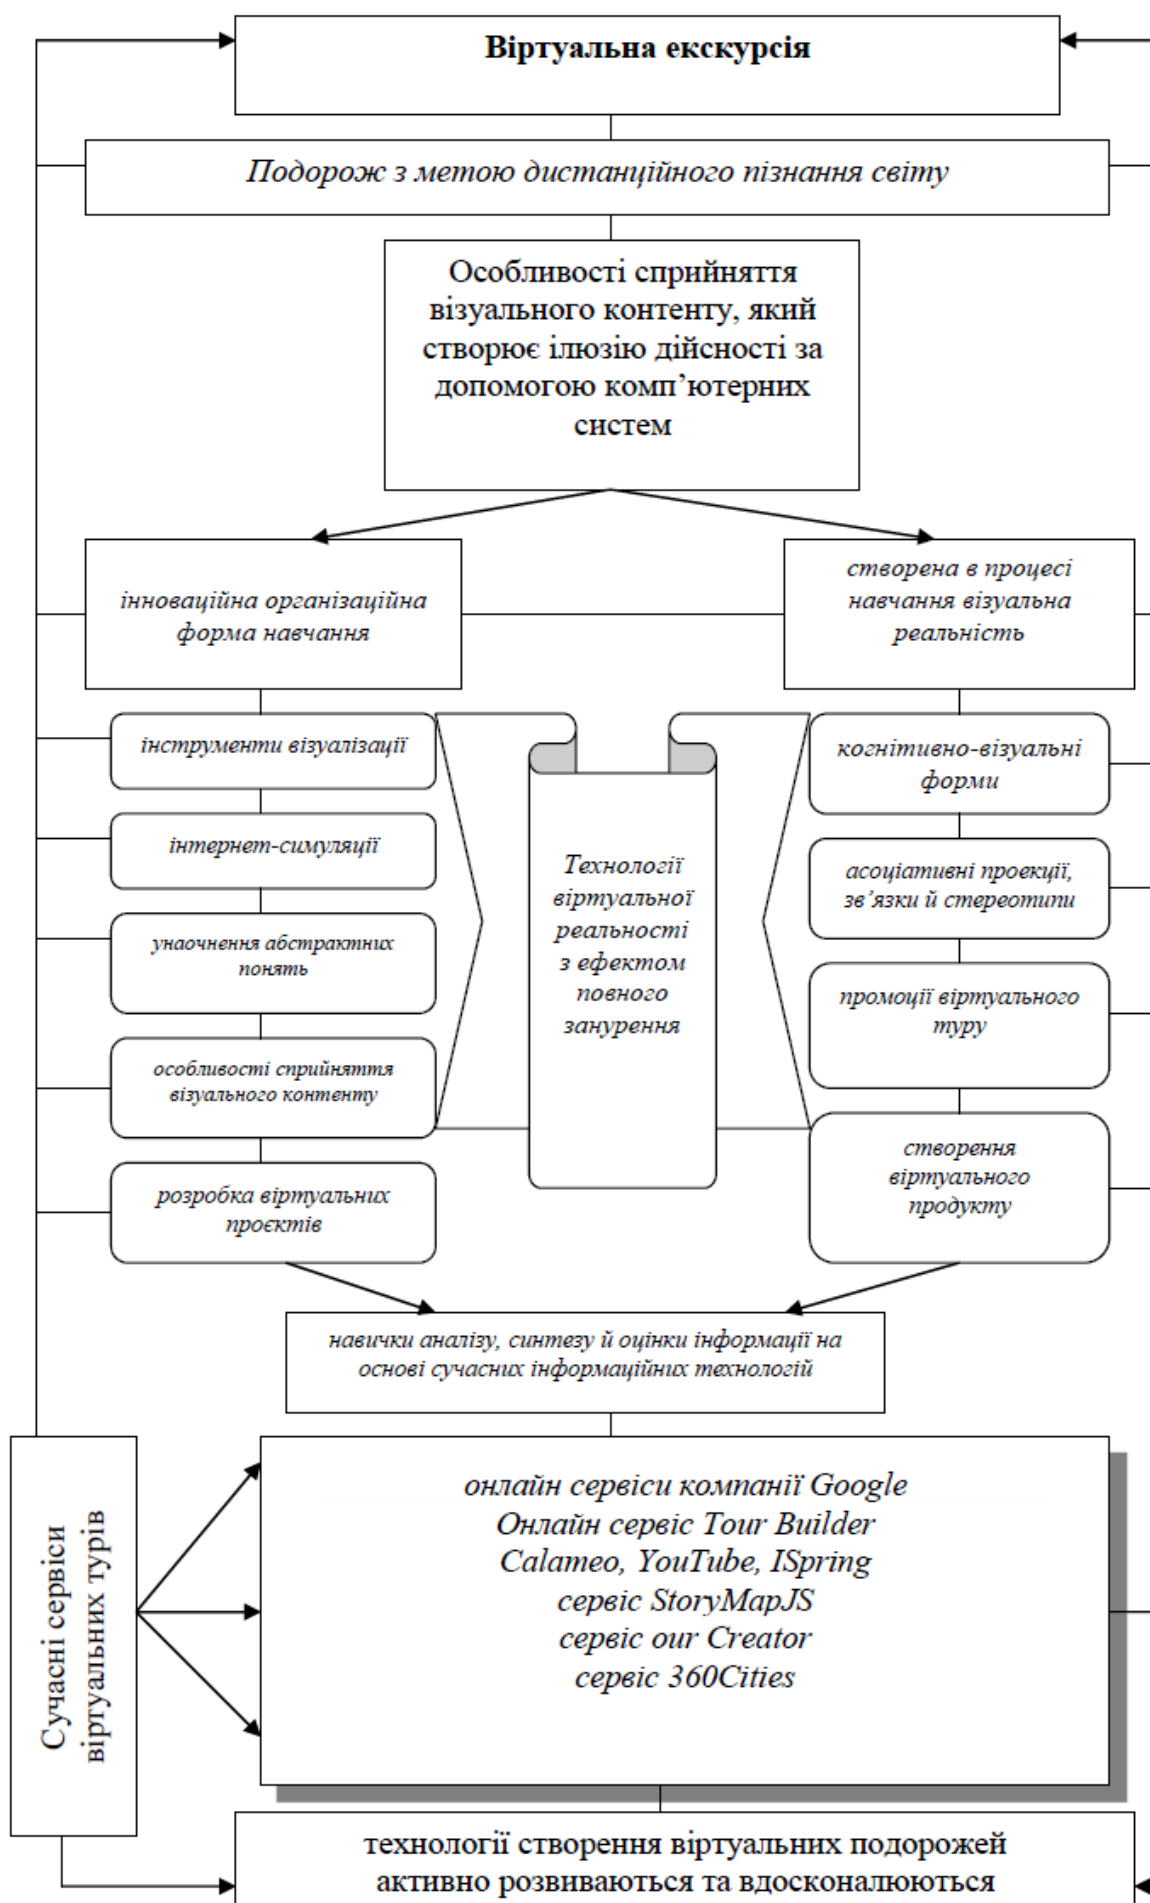 Віртуальна екскурсія
Подорож з метою дистанційного пізнання світу
Особливості сприйняття
візуального контенту, який
створює ілюзію дійсності за
допомогою комп’ютерних
систем
інноваційна організаційна
форма навчання
створена в процесі
навчання візуальна
реальність
інструменти візуалізації
інтернет-симуляції
унаочнення абстрактних
понять
особливості сприйняття
візуального контенту
розробка віртуальних
проєктів
Технології
віртуальної
реальності
з ефектом
повного
занурення
когнітивно-візуальні
форми
асоціативні проекції,
зв’язки й стереотипи
промоції віртуального
туру
створення
віртуального
продукту
навички аналізу, синтезу й оцінки інформації на
основі сучасних інформаційних технологій
Сучасні сервіси
віртуальних турів
онлайн сервіси компанії Google
Онлайн сервіс Tour Builder
Calameo, YouTube, ISpring
сервіс StoryMapJS
сервіс our Creator
сервіс 360Cities
технології створення віртуальних подорожей
активно розвиваються та вдосконалюються